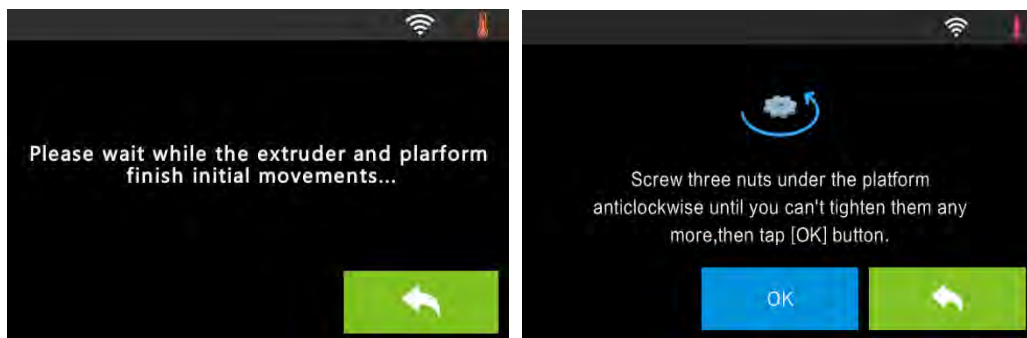 Please wait while the extruder and plarform
finish initial movements...
Screw three nuts under the platform
anticlockwise until you can't tighten them any
more,then tap [OK] button.
OK